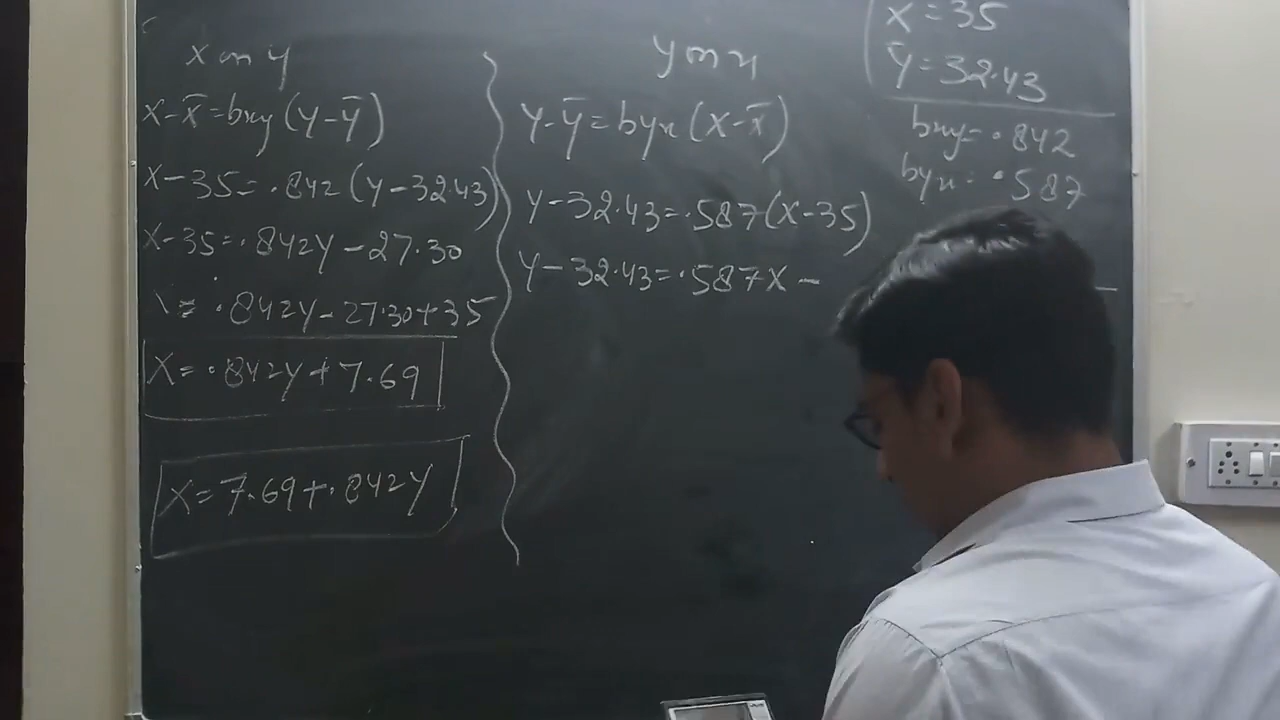 x on y
X-x̄=bxy(Y-ȳ)
X-35=.842(Y-32.43)
X-35=.842Y-27.30
X=.842Y-27.30+35
X=.842Y+7.69
X=7.69+.842Y
y on x
Y-ȳ=byx(X-x̄)
Y-32.43=.587(X-35)
Y-32.43=.587X-
X̄=35
Ȳ=32.43
bxy=.842
byx=.587